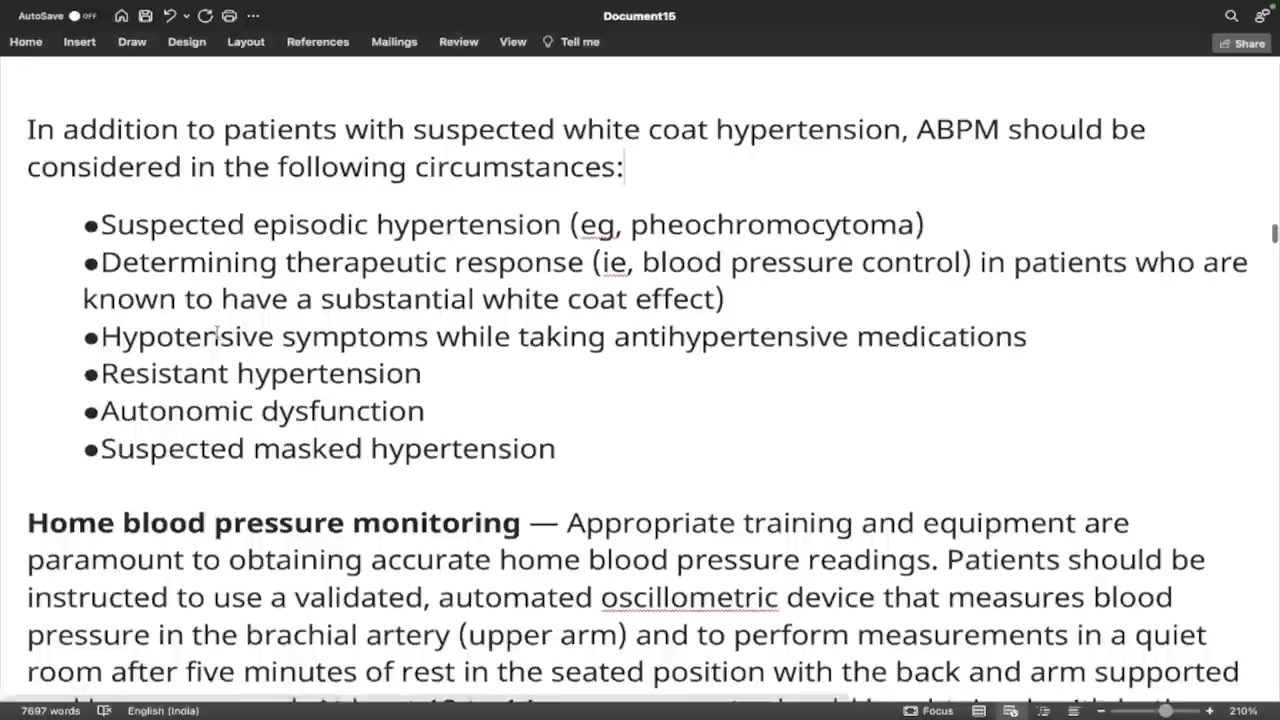 AutoSave OFF
Document15
Home Insert Draw Design Layout References Mailings Review View Tell me
Share
In addition to patients with suspected white coat hypertension, ABPM should be
considered in the following circumstances:
●Suspected episodic hypertension (eg, pheochromocytoma)
●Determining therapeutic response (ie, blood pressure control) in patients who are
known to have a substantial white coat effect)
●Hypotensive symptoms while taking antihypertensive medications
●Resistant hypertension
●Autonomic dysfunction
●Suspected masked hypertension
Home blood pressure monitoring — Appropriate training and equipment are
paramount to obtaining accurate home blood pressure readings. Patients should be
instructed to use a validated, automated oscillometric device that measures blood
pressure in the brachial artery (upper arm) and to perform measurements in a quiet
room after five minutes of rest in the seated position with the back and arm supported
7697 words English (India) Focus 210%